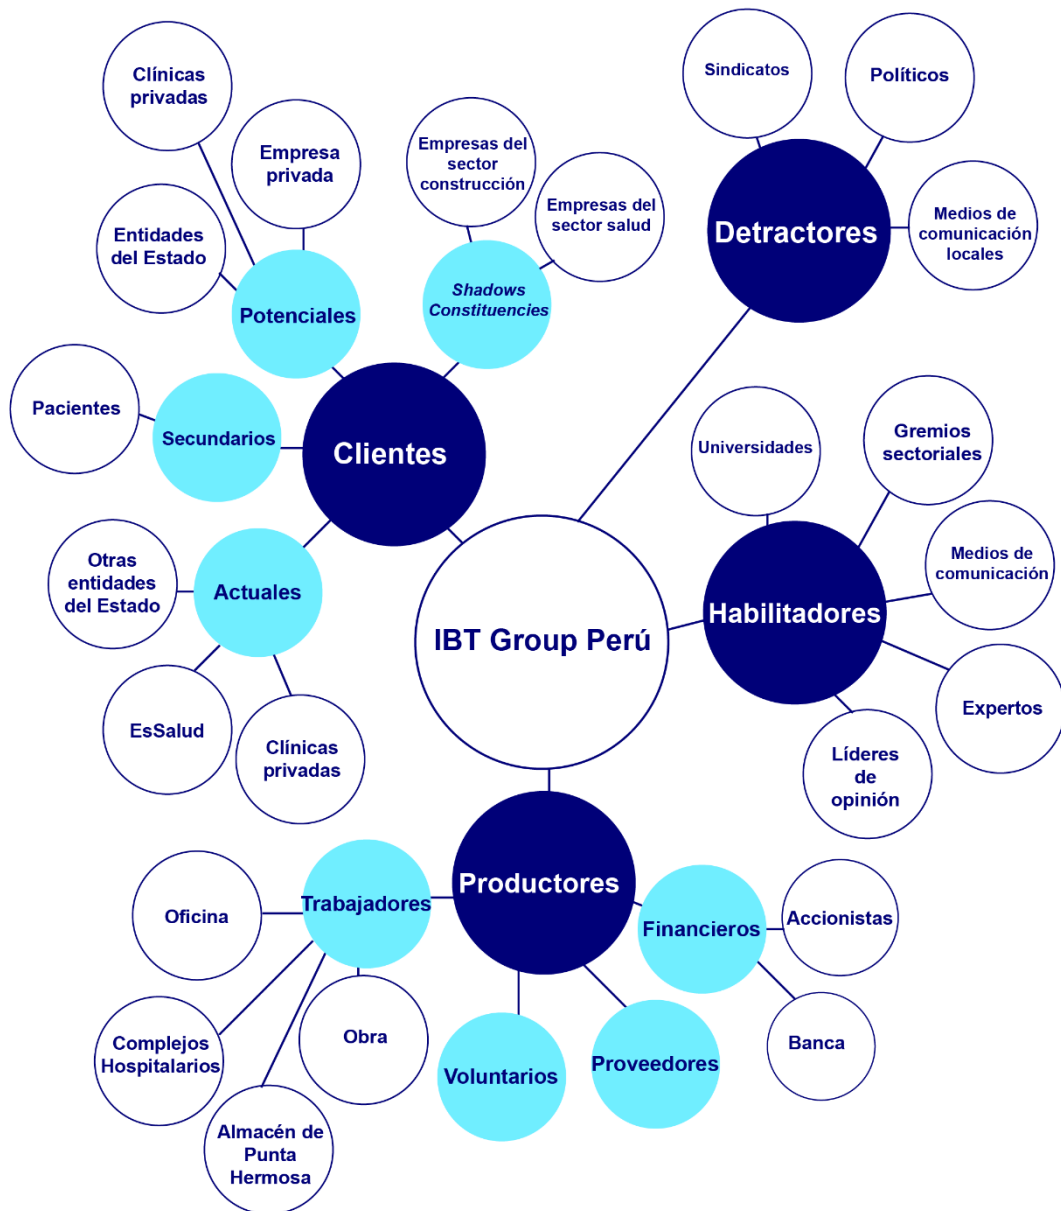 Clínicas
privadas
Empresa
privada
Entidades
del Estado
Potenciales
Empresas del
sector
construcción
Empresas del
sector salud
Shadows
Constituencies
Sindicatos
Políticos
Detractores
Medios de
comunicación
locales
Pacientes
Secundarios
Clientes
Otras
entidades
del Estado
Actuales
EsSalud
Clínicas
privadas
IBT Group Perú
Universidades
Gremios
sectoriales
Medios de
comunicación
Habilitadores
Expertos
Líderes
de
opinión
Productores
Trabajadores
Oficina
Complejos
Hospitalarios
Almacén de
Punta
Hermosa
Obra
Voluntarios
Proveedores
Financieros
Accionistas
Banca